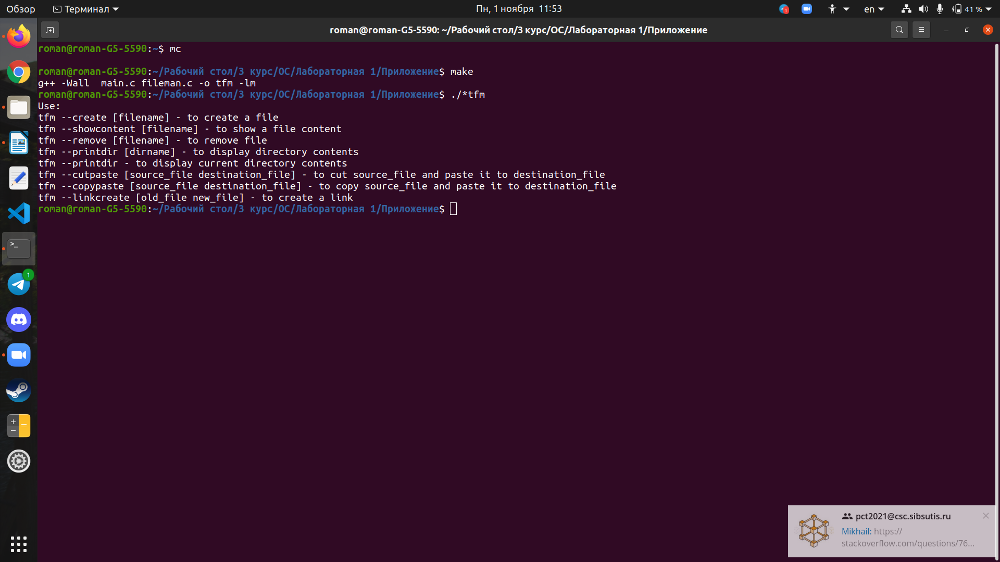 Обзор
Терминал
Пн, 1 ноября 11:53
1
en
41 %
roman@roman-G5-5590: ~/Рабочий стол/3 курс/ОС/Лабораторная 1/Приложение
roman@roman-G5-5590:~$ mc
roman@roman-G5-5590:~/Рабочий стол/3 курс/ОС/Лабораторная 1/Приложение$ make
g++ -Wall  main.c fileman.c -o tfm -lm
roman@roman-G5-5590:~/Рабочий стол/3 курс/ОС/Лабораторная 1/Приложение$ ./*tfm
Use:
tfm --create [filename] - to create a file
tfm --showcontent [filename] - to show a file content
tfm --remove [filename] - to remove file
tfm --printdir [dirname] - to display directory contents
tfm --printdir - to display current directory contents
tfm --cutpaste [source_file destination_file] - to cut source_file and paste it to destination_file
tfm --copypaste [source_file destination_file] - to copy source_file and paste it to destination_file
tfm --linkcreate [old_file new_file] - to create a link
roman@roman-G5-5590:~/Рабочий стол/3 курс/ОС/Лабораторная 1/Приложение$
>_
1
pct2021@csc.sibsutis.ru
Mikhail: https://
stackoverflow.com/questions/76...